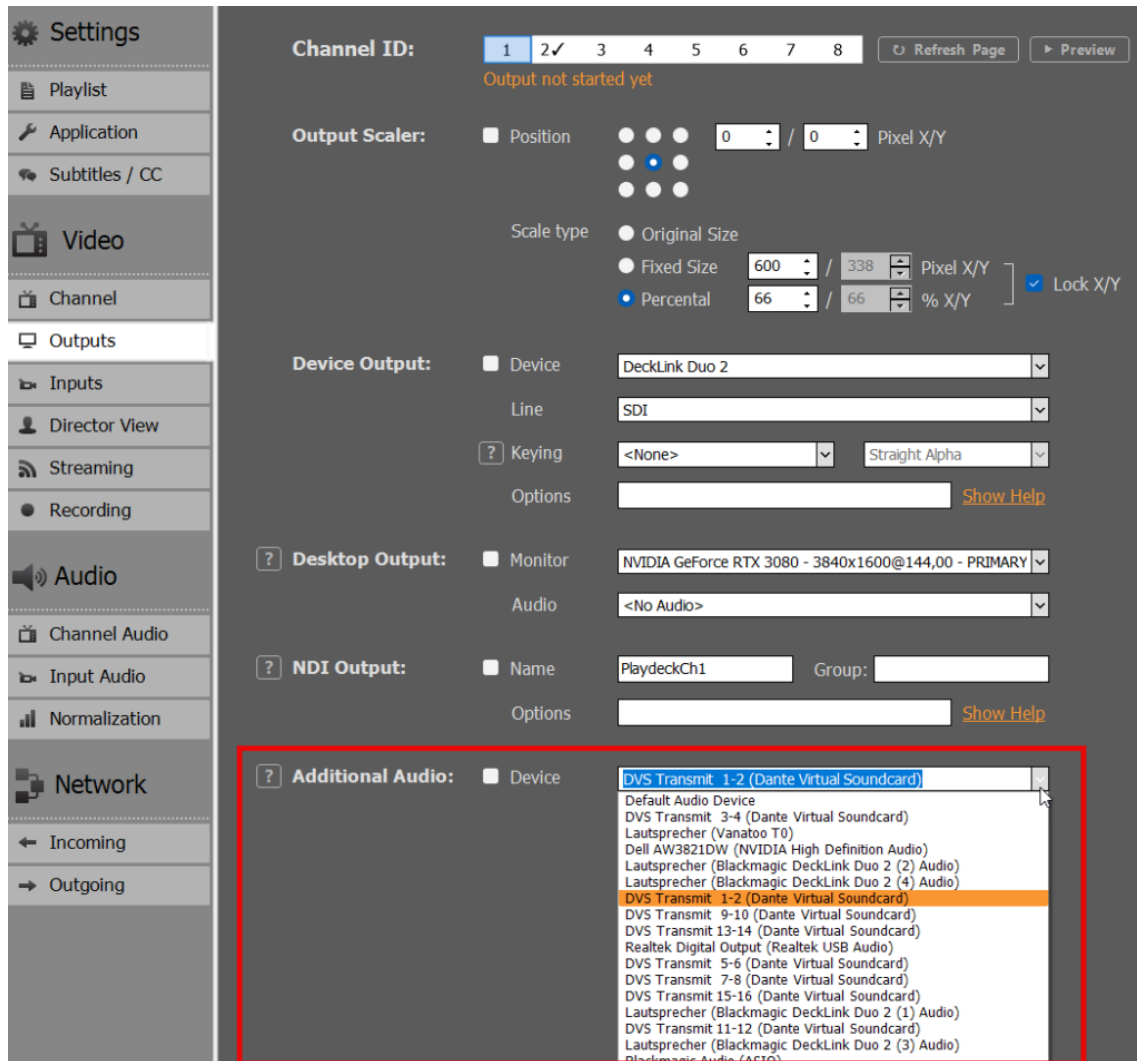 Settings
Playlist
Application
Subtitles / CC
Video
Channel
Outputs
Inputs
Director View
Streaming
Recording
Audio
Channel Audio
Input Audio
Normalization
Network
Incoming
Outgoing
Channel ID: 1 2✓ 3 4 5 6 7 8 Refresh Page Preview
Output not started yet
Output Scaler: Position 0 / 0 Pixel X/Y
Scale type Original Size
Fixed Size 600 / 338 Pixel X/Y
Lock X/Y
Percental 66 / 66 % X/Y
Device Output: Device DeckLink Duo 2
Line SDI
? Keying <None> Straight Alpha
Options Show Help
? Desktop Output: Monitor NVIDIA GeForce RTX 3080 - 3840x1600@144,00 - PRIMARY
Audio <No Audio>
? NDI Output: Name PlaydeckCh1 Group:
Options Show Help
? Additional Audio: Device DVS Transmit 1-2 (Dante Virtual Soundcard)
Default Audio Device
DVS Transmit 3-4 (Dante Virtual Soundcard)
Lautsprecher (Vanatoo T0)
Dell AW3821DW (NVIDIA High Definition Audio)
Lautsprecher (Blackmagic DeckLink Duo 2 (2) Audio)
Lautsprecher (Blackmagic DeckLink Duo 2 (4) Audio)
DVS Transmit 1-2 (Dante Virtual Soundcard)
DVS Transmit 9-10 (Dante Virtual Soundcard)
DVS Transmit 13-14 (Dante Virtual Soundcard)
Realtek Digital Output (Realtek USB Audio)
DVS Transmit 5-6 (Dante Virtual Soundcard)
DVS Transmit 7-8 (Dante Virtual Soundcard)
DVS Transmit 15-16 (Dante Virtual Soundcard)
Lautsprecher (Blackmagic DeckLink Duo 2 (1) Audio)
DVS Transmit 11-12 (Dante Virtual Soundcard)
Lautsprecher (Blackmagic DeckLink Duo 2 (3) Audio)
Blackmagic Audio (ASIO)